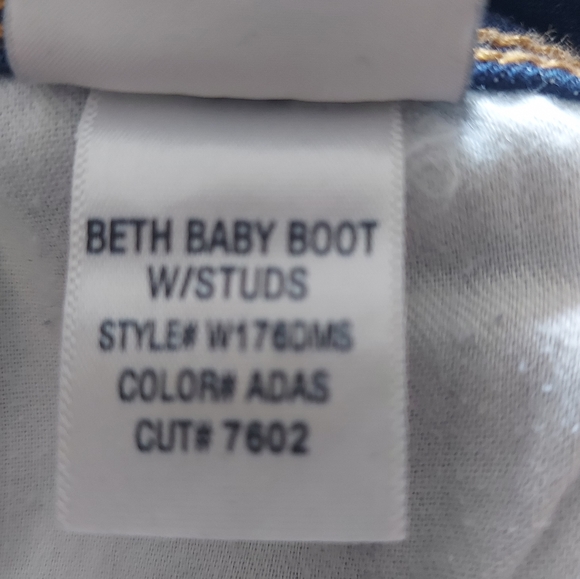 BETH BABY BOOT
W/STUDS
STYLE# W176DMS
COLOR# ADAS
CUT# 7602